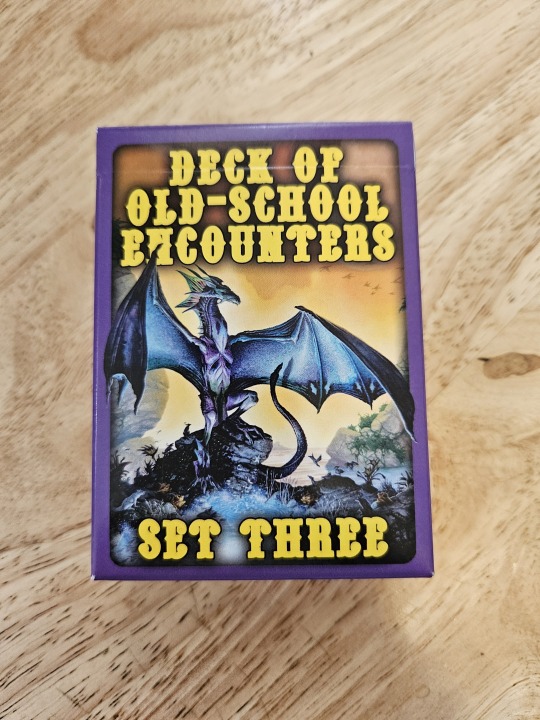 DECK OF
OLD-SCHOOL
ENCOUNTERS
SET THREE